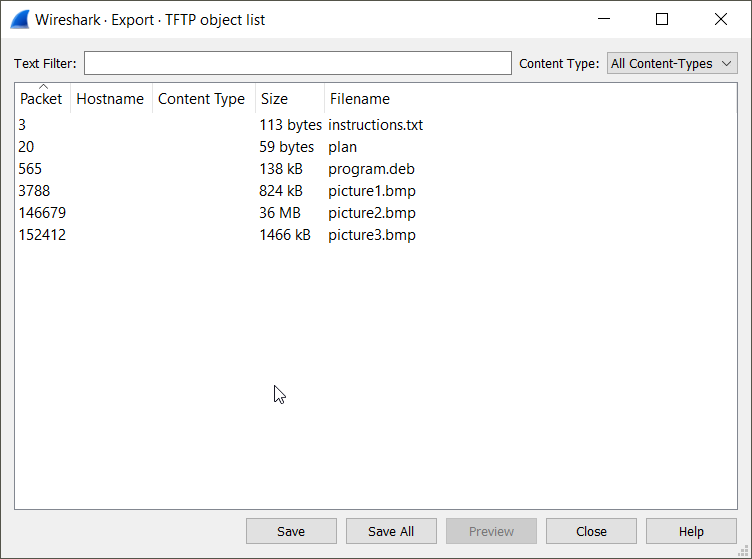 Wireshark · Export · TFTP object list
Text Filter: Content Type: All Content-Types
Packet Hostname Content Type Size Filename
3 113 bytes instructions.txt
20 59 bytes plan
565 138 kB program.deb
3788 824 kB picture1.bmp
146679 36 MB picture2.bmp
152412 1466 kB picture3.bmp
Save Save All Preview Close Help